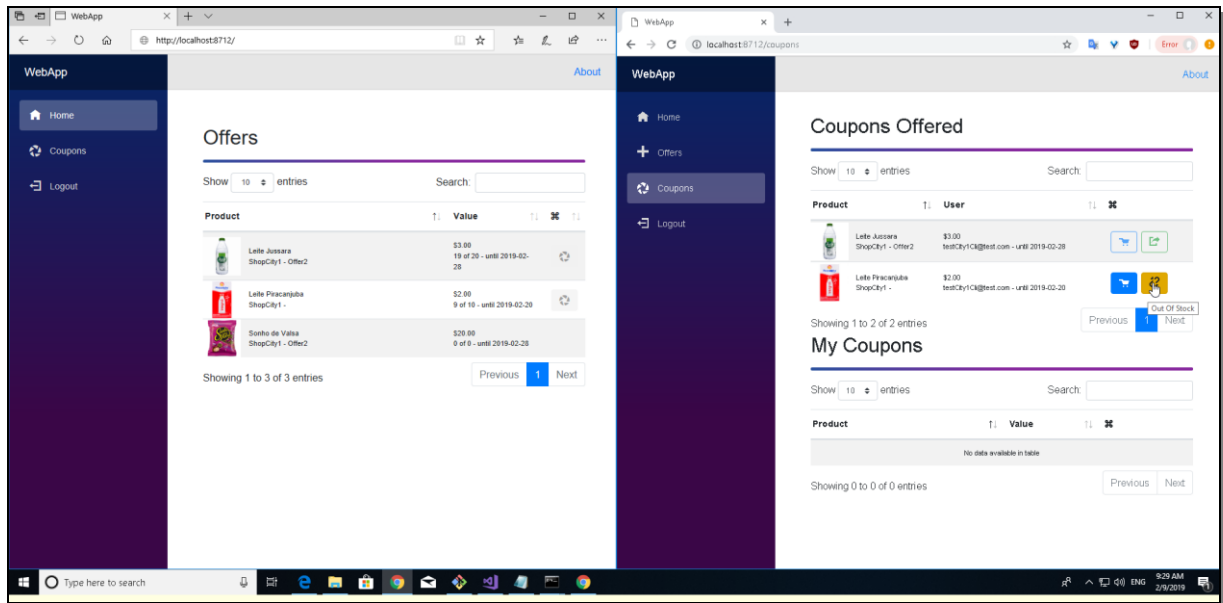 WebApp
http://localhost:8712/
WebApp
About
Home
Coupons
Logout
Offers
Show 10 entries
Search:
Product Value
Leite Jussara
ShopCity1 - Offer2
$3.00
19 of 20 - until 2019-02-
28
Leite Piracanjuba
ShopCity1 -
$2.00
9 of 10 - until 2019-02-20
Sonho de Valsa
ShopCity1 - Offer2
$20.00
0 of 0 - until 2019-02-28
Showing 1 to 3 of 3 entries
Previous 1 Next
WebApp
localhost:8712/coupons
Error
WebApp
About
Home
Offers
Coupons
Logout
Coupons Offered
Show 10 entries
Search:
Product User
Leite Jussara
ShopCity1 - Offer2
$3.00
testCity1Cli@test.com - until 2019-02-28
Leite Piracanjuba
ShopCity1 -
$2.00
testCity1Cli@test.com - until 2019-02-20
Out Of Stock
Showing 1 to 2 of 2 entries
Previous 1 Next
My Coupons
Show 10 entries
Search:
Product Value
No data available in table
Showing 0 to 0 of 0 entries
Previous Next
Type here to search
ENG
9:29 AM
2/9/2019